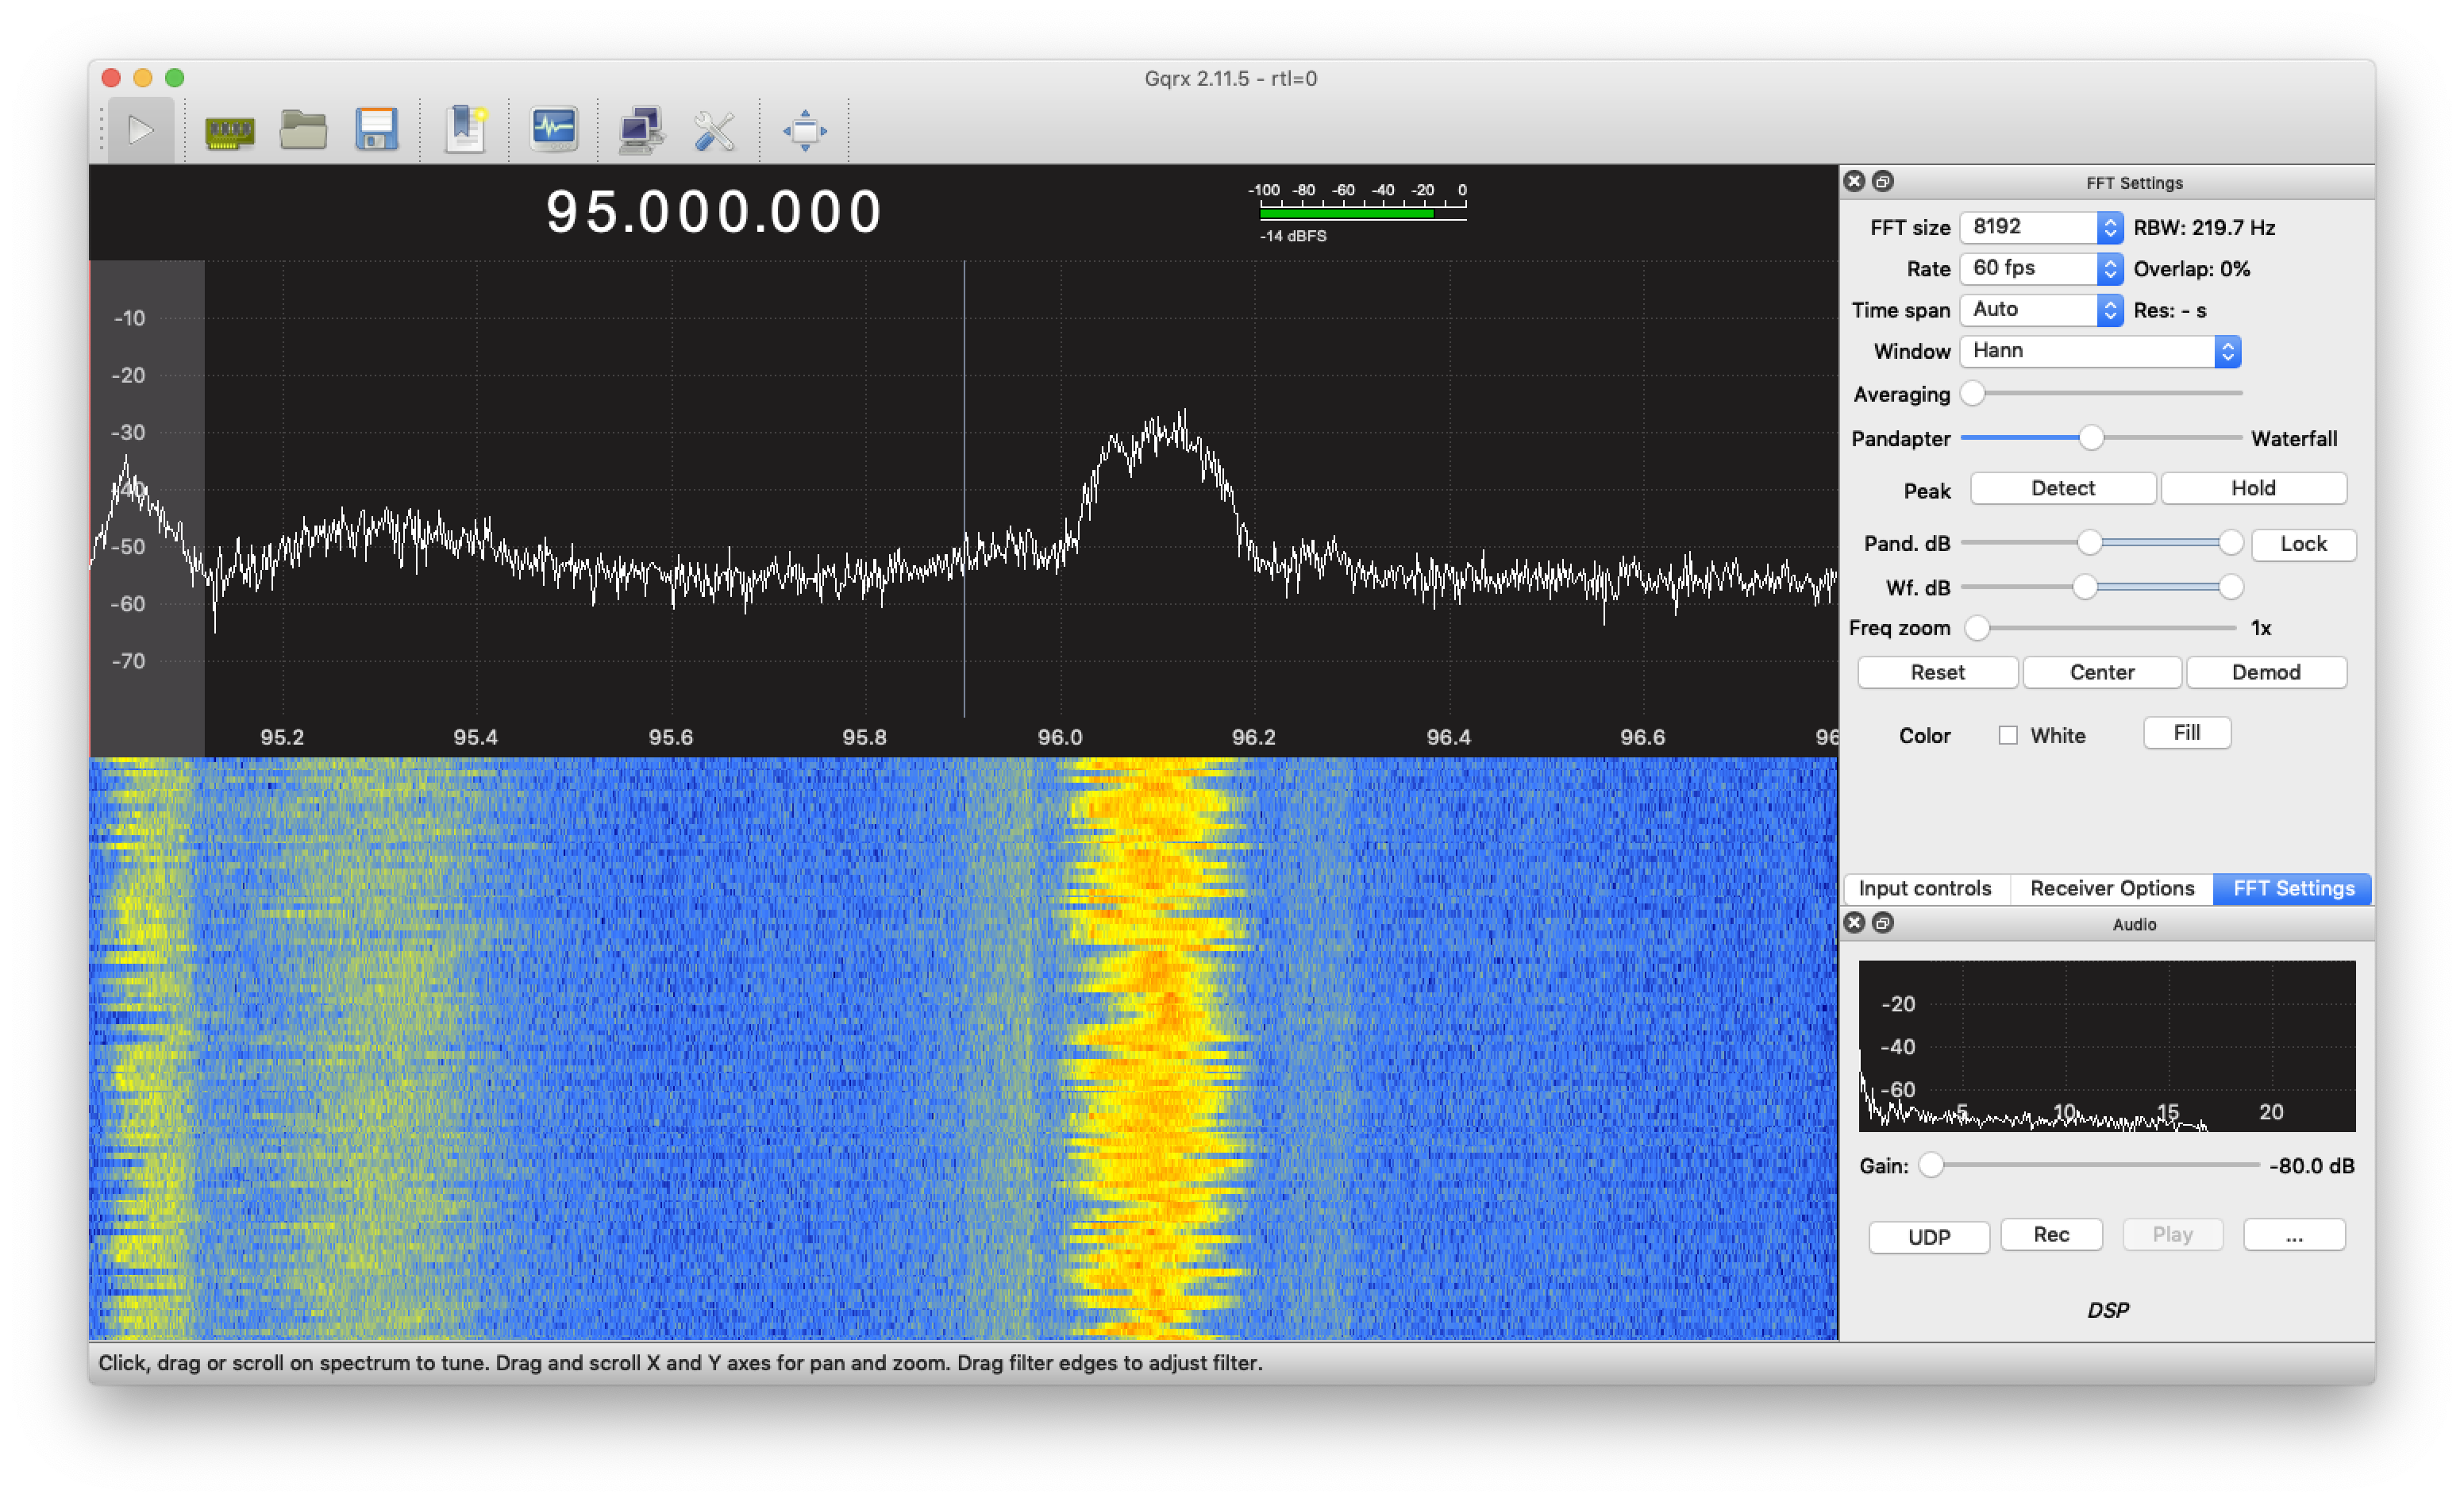 Gqrx 2.11.5 - rtl=0
95.000.000
-100 -80 -60 -40 -20 0
-14 dBFS
-10
-20
-30
-40
-50
-60
-70
95.2 95.4 95.6 95.8 96.0 96.2 96.4 96.6
FFT Settings
FFT size 8192 RBW: 219.7 Hz
Rate 60 fps Overlap: 0%
Time span Auto Res: - s
Window Hann
Averaging
Pandapter Waterfall
Peak Detect Hold
Pand. dB Lock
Wf. dB
Freq zoom 1x
Reset Center Demod
Color White Fill
Input controls Receiver Options FFT Settings
Audio
-20
-40
-60
5 10 15 20
Gain: -80.0 dB
UDP Rec Play ...
DSP
Click, drag or scroll on spectrum to tune. Drag and scroll X and Y axes for pan and zoom. Drag filter edges to adjust filter.